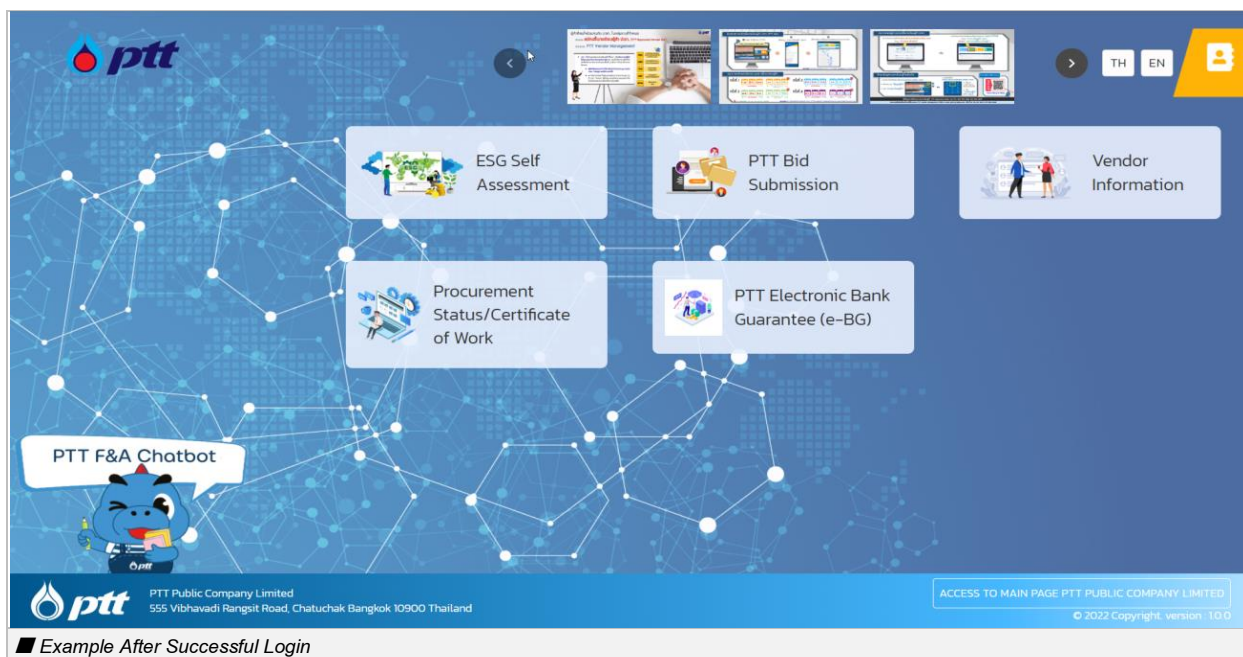 ptt
TH
EN
ESG Self
Assessment
PTT Bid
Submission
Vendor
Information
Procurement
Status/Certificate
of Work
PTT Electronic Bank
Guarantee (e-BG)
PTT F&A Chatbot
ptt
ptt
PTT Public Company Limited
555 Vibhavadi Rangsit Road, Chatuchak Bangkok 10900 Thailand
ACCESS TO MAIN PAGE PTT PUBLIC COMPANY LIMITED
© 2022 Copyright. version : 1.0.0
Example After Successful Login